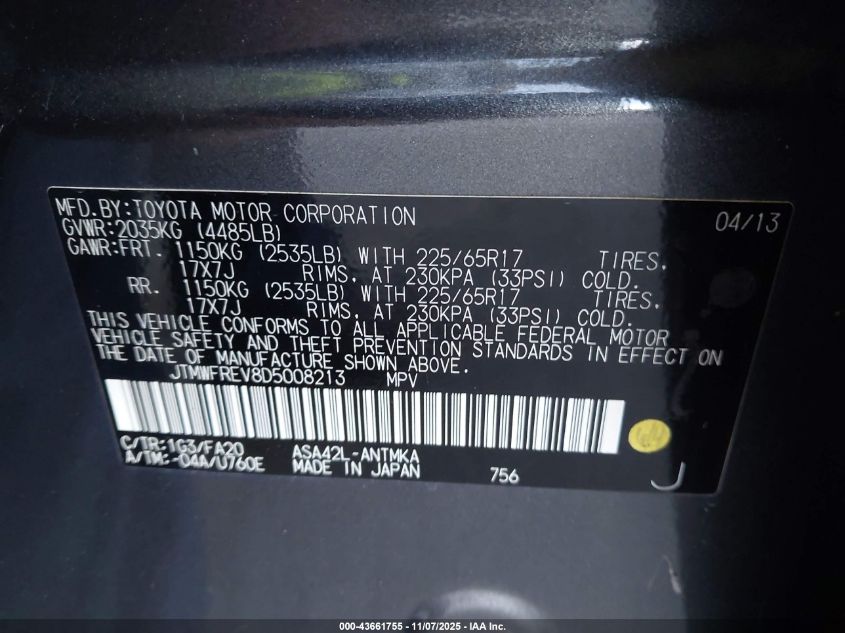 MFD.BY:TOYOTA MOTOR CORPORATION 04/13
GVWR:2035KG (4485LB)
GAWR:FRT. 1150KG (2535LB) WITH 225/65R17 TIRES,
17X7J RIMS, AT 230KPA (33PSI) COLD.
RR. 1150KG (2535LB) WITH 225/65R17 TIRES,
17X7J RIMS, AT 230KPA (33PSI) COLD.
THIS VEHICLE CONFORMS TO ALL APPLICABLE FEDERAL MOTOR
VEHICLE SAFETY AND THEFT PREVENTION STANDARDS IN EFFECT ON
THE DATE OF MANUFACTURE SHOWN ABOVE.
JTMWFREV8D5008213 MPV
C/TR:1G3/FA20 ASA42L-ANTMKA
A/TM:-04A/U760E MADE IN JAPAN 756
J
000-43661755 - 11/07/2025 - IAA Inc.